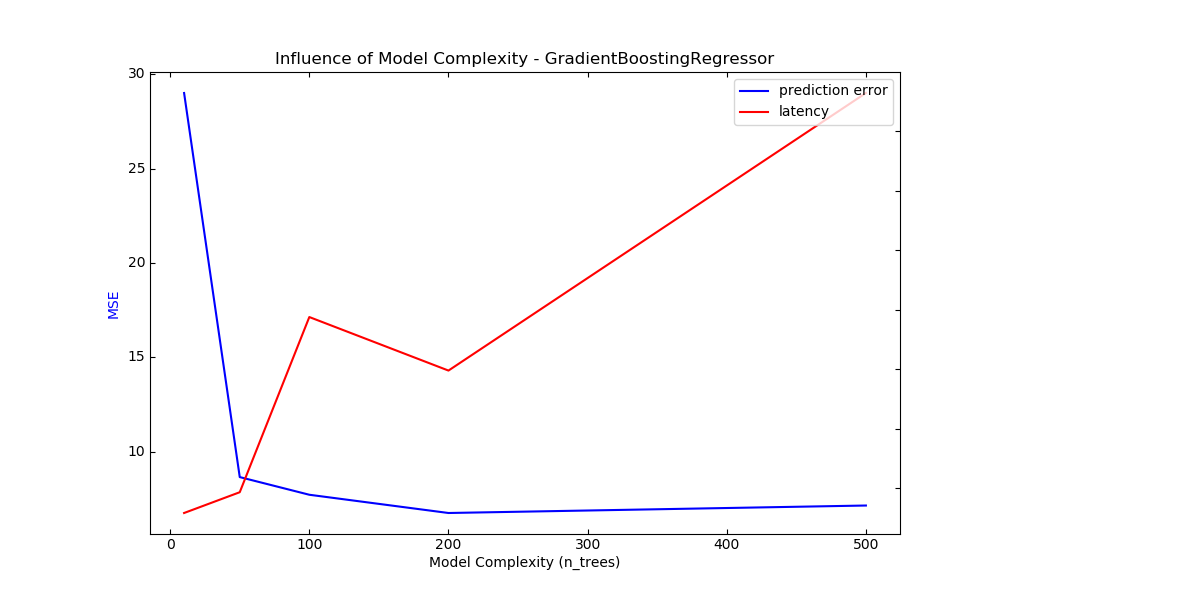 Influence of Model Complexity - GradientBoostingRegressor
prediction error
latency
30
25
20
15
10
MSE
0 100 200 300 400 500
Model Complexity (n_trees)